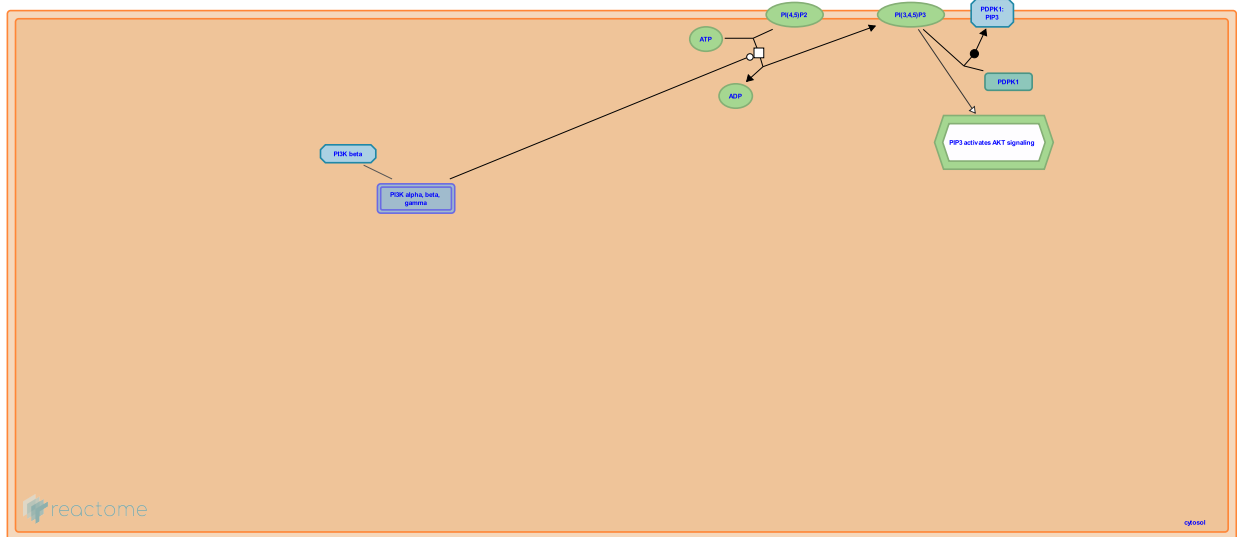 PI(4,5)P2
PI(3,4,5)P3
PDPK1:
PIP3
ATP
PDPK1
ADP
PIP3 activates AKT signaling
PI3K beta
PI3K alpha, beta,
gamma
reactome
cytosol